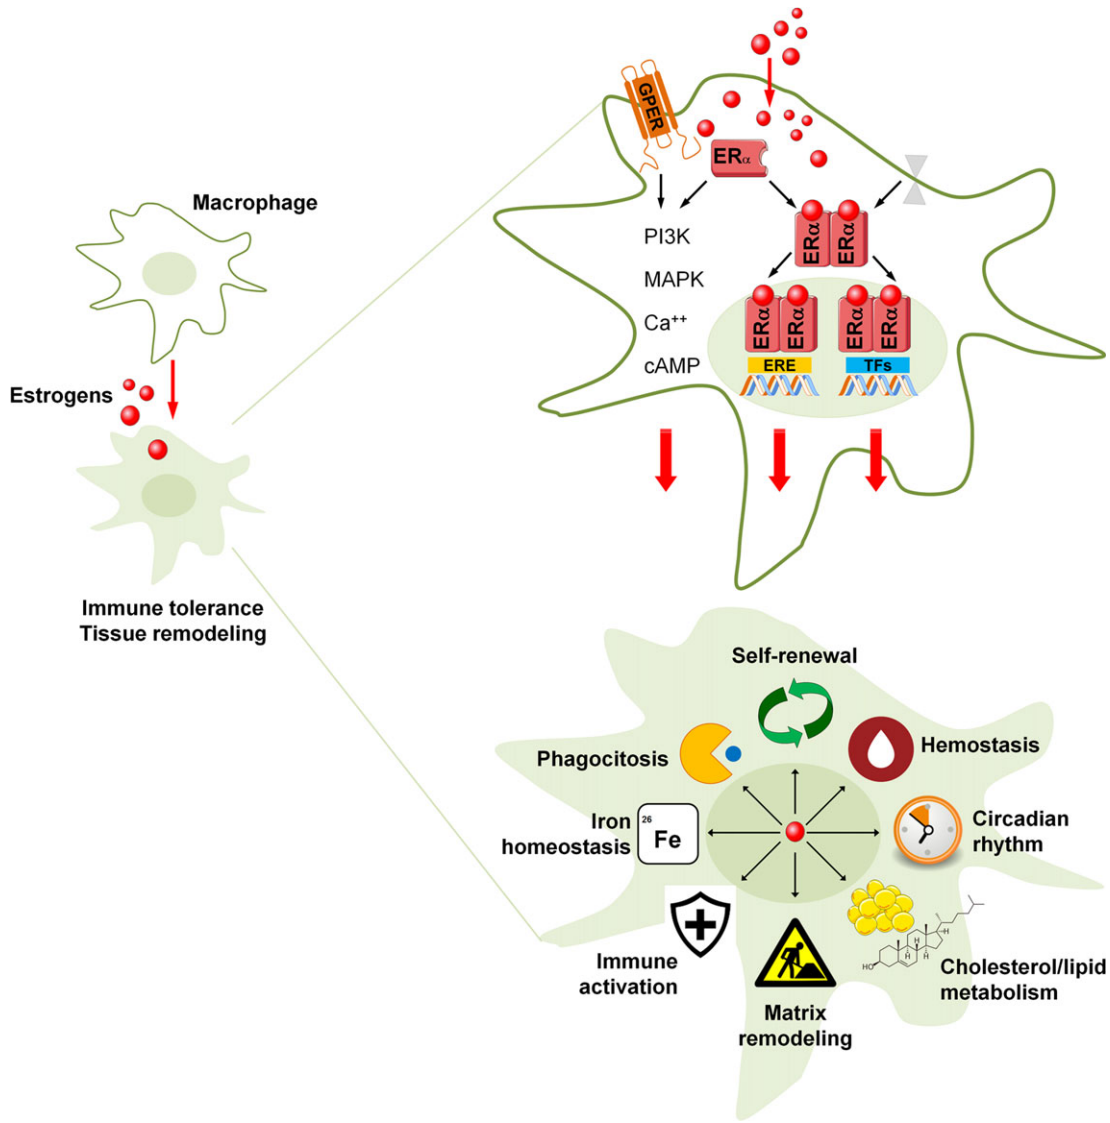 Macrophage
Estrogens
Immune tolerance
Tissue remodeling
GPER
ERα
PI3K
MAPK
Ca++
cAMP
ERα ERα
ERα ERα
ERα ERα
ERE
TFs
Self-renewal
Phagocitosis
Hemostasis
Iron
homeostasis
26
Fe
Circadian
rhythm
Immune
activation
Matrix
remodeling
HO
H
H
H
H
Cholesterol/lipid
metabolism